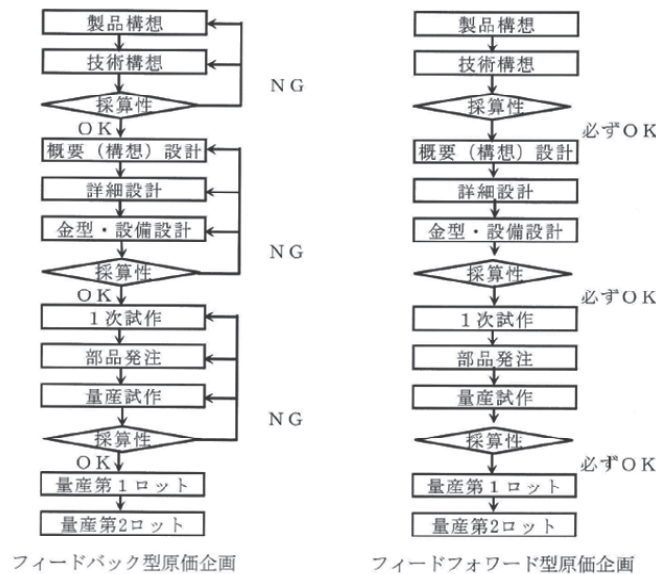 製品構想
技術構想
NG
採算性
OK
概要（構想）設計
詳細設計
金型・設備設計
NG
採算性
OK
1次試作
部品発注
量産試作
NG
採算性
OK
量産第1ロット
量産第2ロット
フィードバック型原価企画
製品構想
技術構想
採算性
必ずOK
概要（構想）設計
詳細設計
金型・設備設計
採算性
必ずOK
1次試作
部品発注
量産試作
採算性
必ずOK
量産第1ロット
量産第2ロット
フィードフォワード型原価企画